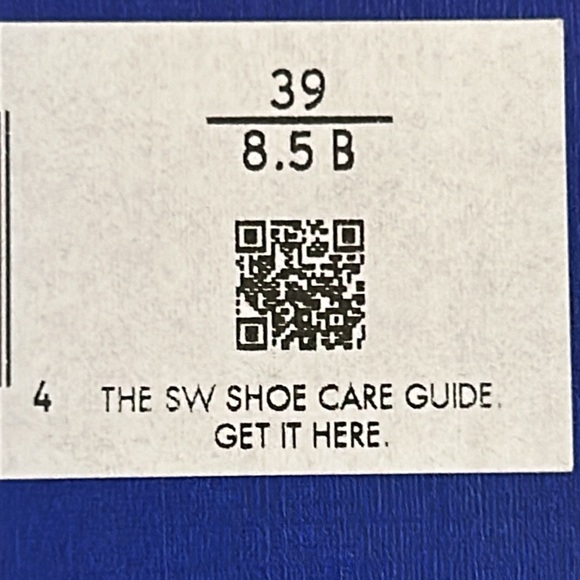 39
8.5 B
4 THE SW SHOE CARE GUIDE.
GET IT HERE.